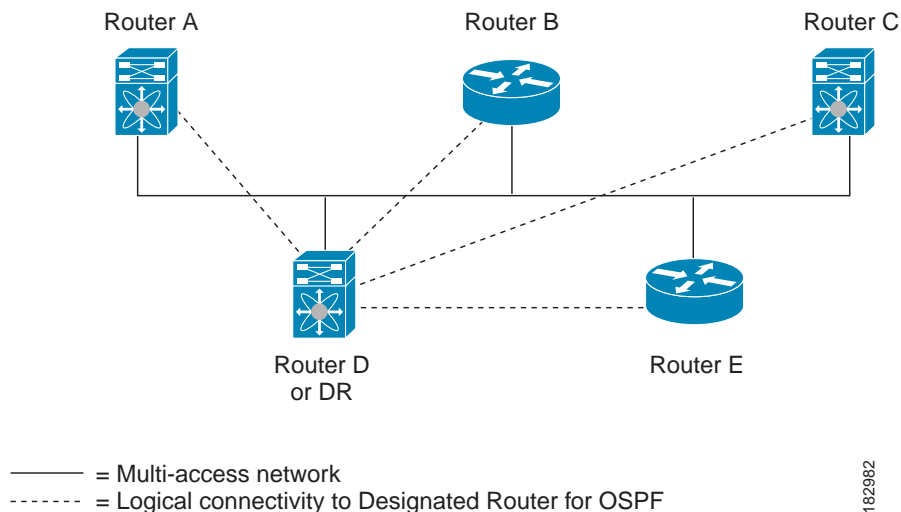 Router A
Router B
Router C
Router D
or DR
Router E
= Multi-access network
= Logical connectivity to Designated Router for OSPF
182982